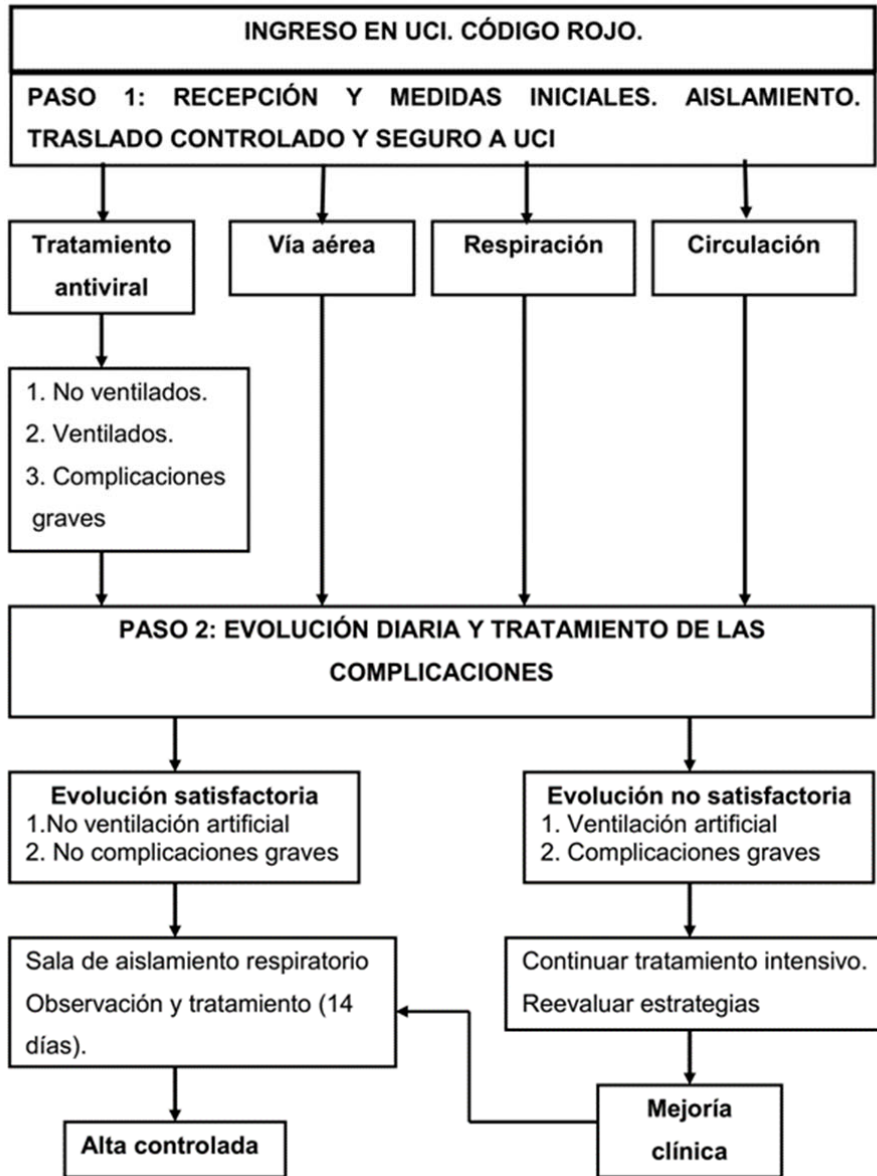 INGRESO EN UCI. CÓDIGO ROJO.
PASO 1: RECEPCIÓN Y MEDIDAS INICIALES. AISLAMIENTO.
TRASLADO CONTROLADO Y SEGURO A UCI
Tratamiento
antiviral
Vía aérea
Respiración
Circulación
1. No ventilados.
2. Ventilados.
3. Complicaciones
graves
PASO 2: EVOLUCIÓN DIARIA Y TRATAMIENTO DE LAS
COMPLICACIONES
Evolución satisfactoria
1.No ventilación artificial
2. No complicaciones graves
Evolución no satisfactoria
1. Ventilación artificial
2. Complicaciones graves
Sala de aislamiento respiratorio
Observación y tratamiento (14
días).
Continuar tratamiento intensivo.
Reevaluar estrategias
Alta controlada
Mejoría
clínica